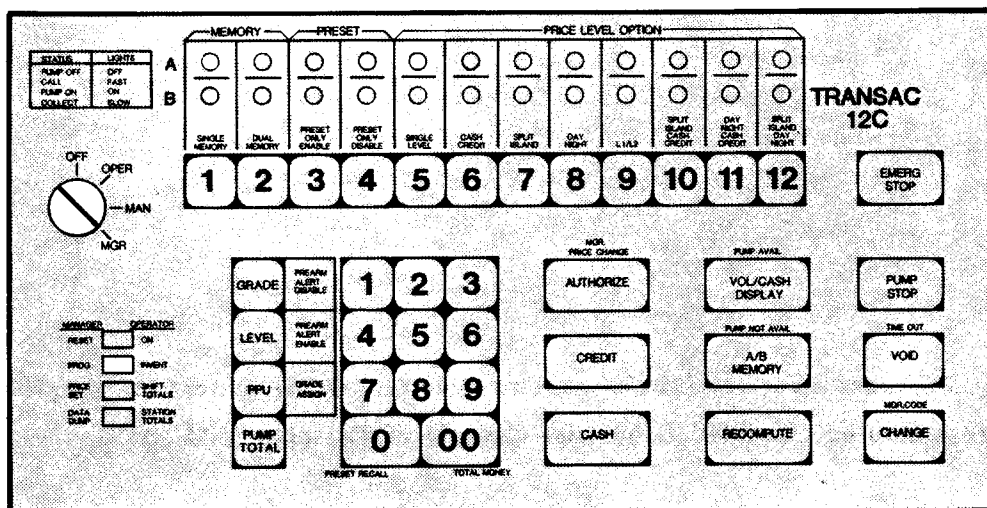 MEMORY PRESET PRICE LEVEL OPTION
STATUS LIGHTS
PUMP OFF OFF
CALL FAST
PUMP ON ON
COLLECT SLOW
A
B
TRANSAC
12C
SINGLE MEMORY
DUAL MEMORY
PRESET ONLY ENABLE
PRESET ONLY DISABLE
SINGLE LEVEL
CASH CREDIT
SPLIT ISLAND
DAY NIGHT
L1/L2
SPLIT ISLAND CASH CREDIT
DAY NIGHT CASH CREDIT
SPLIT ISLAND DAY NIGHT
1 2 3 4 5 6 7 8 9 10 11 12
EMERG
STOP
OFF
OPER
MAN
MGR
MGR.
PRICE CHANGE
PUMP AVAIL
GRADE
PREARM
ALERT
DISABLE
1 2 3
AUTHORIZE
VOL/CASH
DISPLAY
PUMP
STOP
MANAGER OPERATOR
RESET ON
PROG INVENT
PRICE
SET
SHIFT
TOTALS
DATA
DUMP
STATION
TOTALS
LEVEL
PREARM
ALERT
ENABLE
4 5 6
CREDIT
PUMP NOT AVAIL
A/B
MEMORY
TIME OUT
VOID
PPU
GRADE
ASSIGN
7 8 9
PUMP
TOTAL
0 00
CASH
RECOMPUTE
MGR.CODE
CHANGE
PRESET RECALL TOTAL MONEY